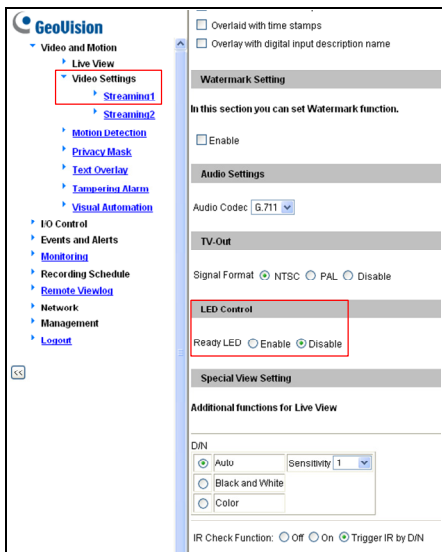 GeoVision
Video and Motion
Live View
Video Settings
Streaming1
Streaming2
Motion Detection
Privacy Mask
Text Overlay
Tampering Alarm
Visual Automation
I/O Control
Events and Alerts
Monitoring
Recording Schedule
Remote Viewlog
Network
Management
Logout
<<
Overlaid with time stamps
Overlay with digital input description name
Watermark Setting
In this section you can set Watermark function.
Enable
Audio Settings
Audio Codec G.711
TV-Out
Signal Format NTSC PAL Disable
LED Control
Ready LED Enable Disable
Special View Setting
Additional functions for Live View
D/N
Auto Sensitivity 1
Black and White
Color
IR Check Function: Off On Trigger IR by D/N